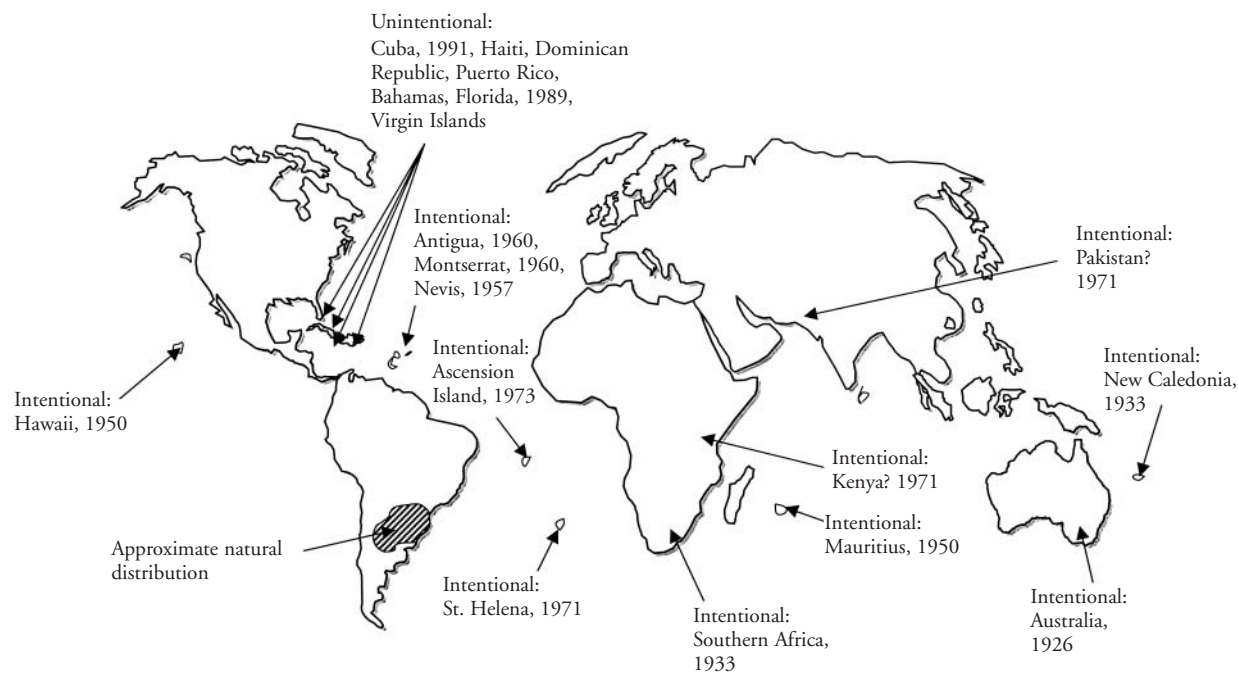 Unintentional:
Cuba, 1991, Haiti, Dominican
Republic, Puerto Rico,
Bahamas, Florida, 1989,
Virgin Islands
Intentional:
Antigua, 1960,
Montserrat, 1960,
Nevis, 1957
Intentional:
Pakistan?
1971
Intentional:
Ascension
Island, 1973
Intentional:
New Caledonia,
1933
Intentional:
Hawaii, 1950
Intentional:
Kenya? 1971
Intentional:
Mauritius, 1950
Approximate natural
distribution
Intentional:
St. Helena, 1971
Intentional:
Southern Africa,
1933
Intentional:
Australia,
1926